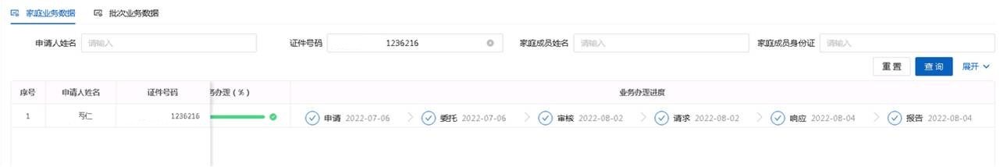 家庭业务数据 批次业务数据
申请人姓名 请输入 证件号码 1236216 家庭成员姓名 请输入 家庭成员身份证 请输入
重置 查询 展开
序号 申请人姓名 证件号码 务办理（%） 业务办理进度
1 丙仁 1236216 申请 2022-07-06 委托 2022-07-06 审核 2022-08-02 请求 2022-08-02 响应 2022-08-04 报告 2022-08-04